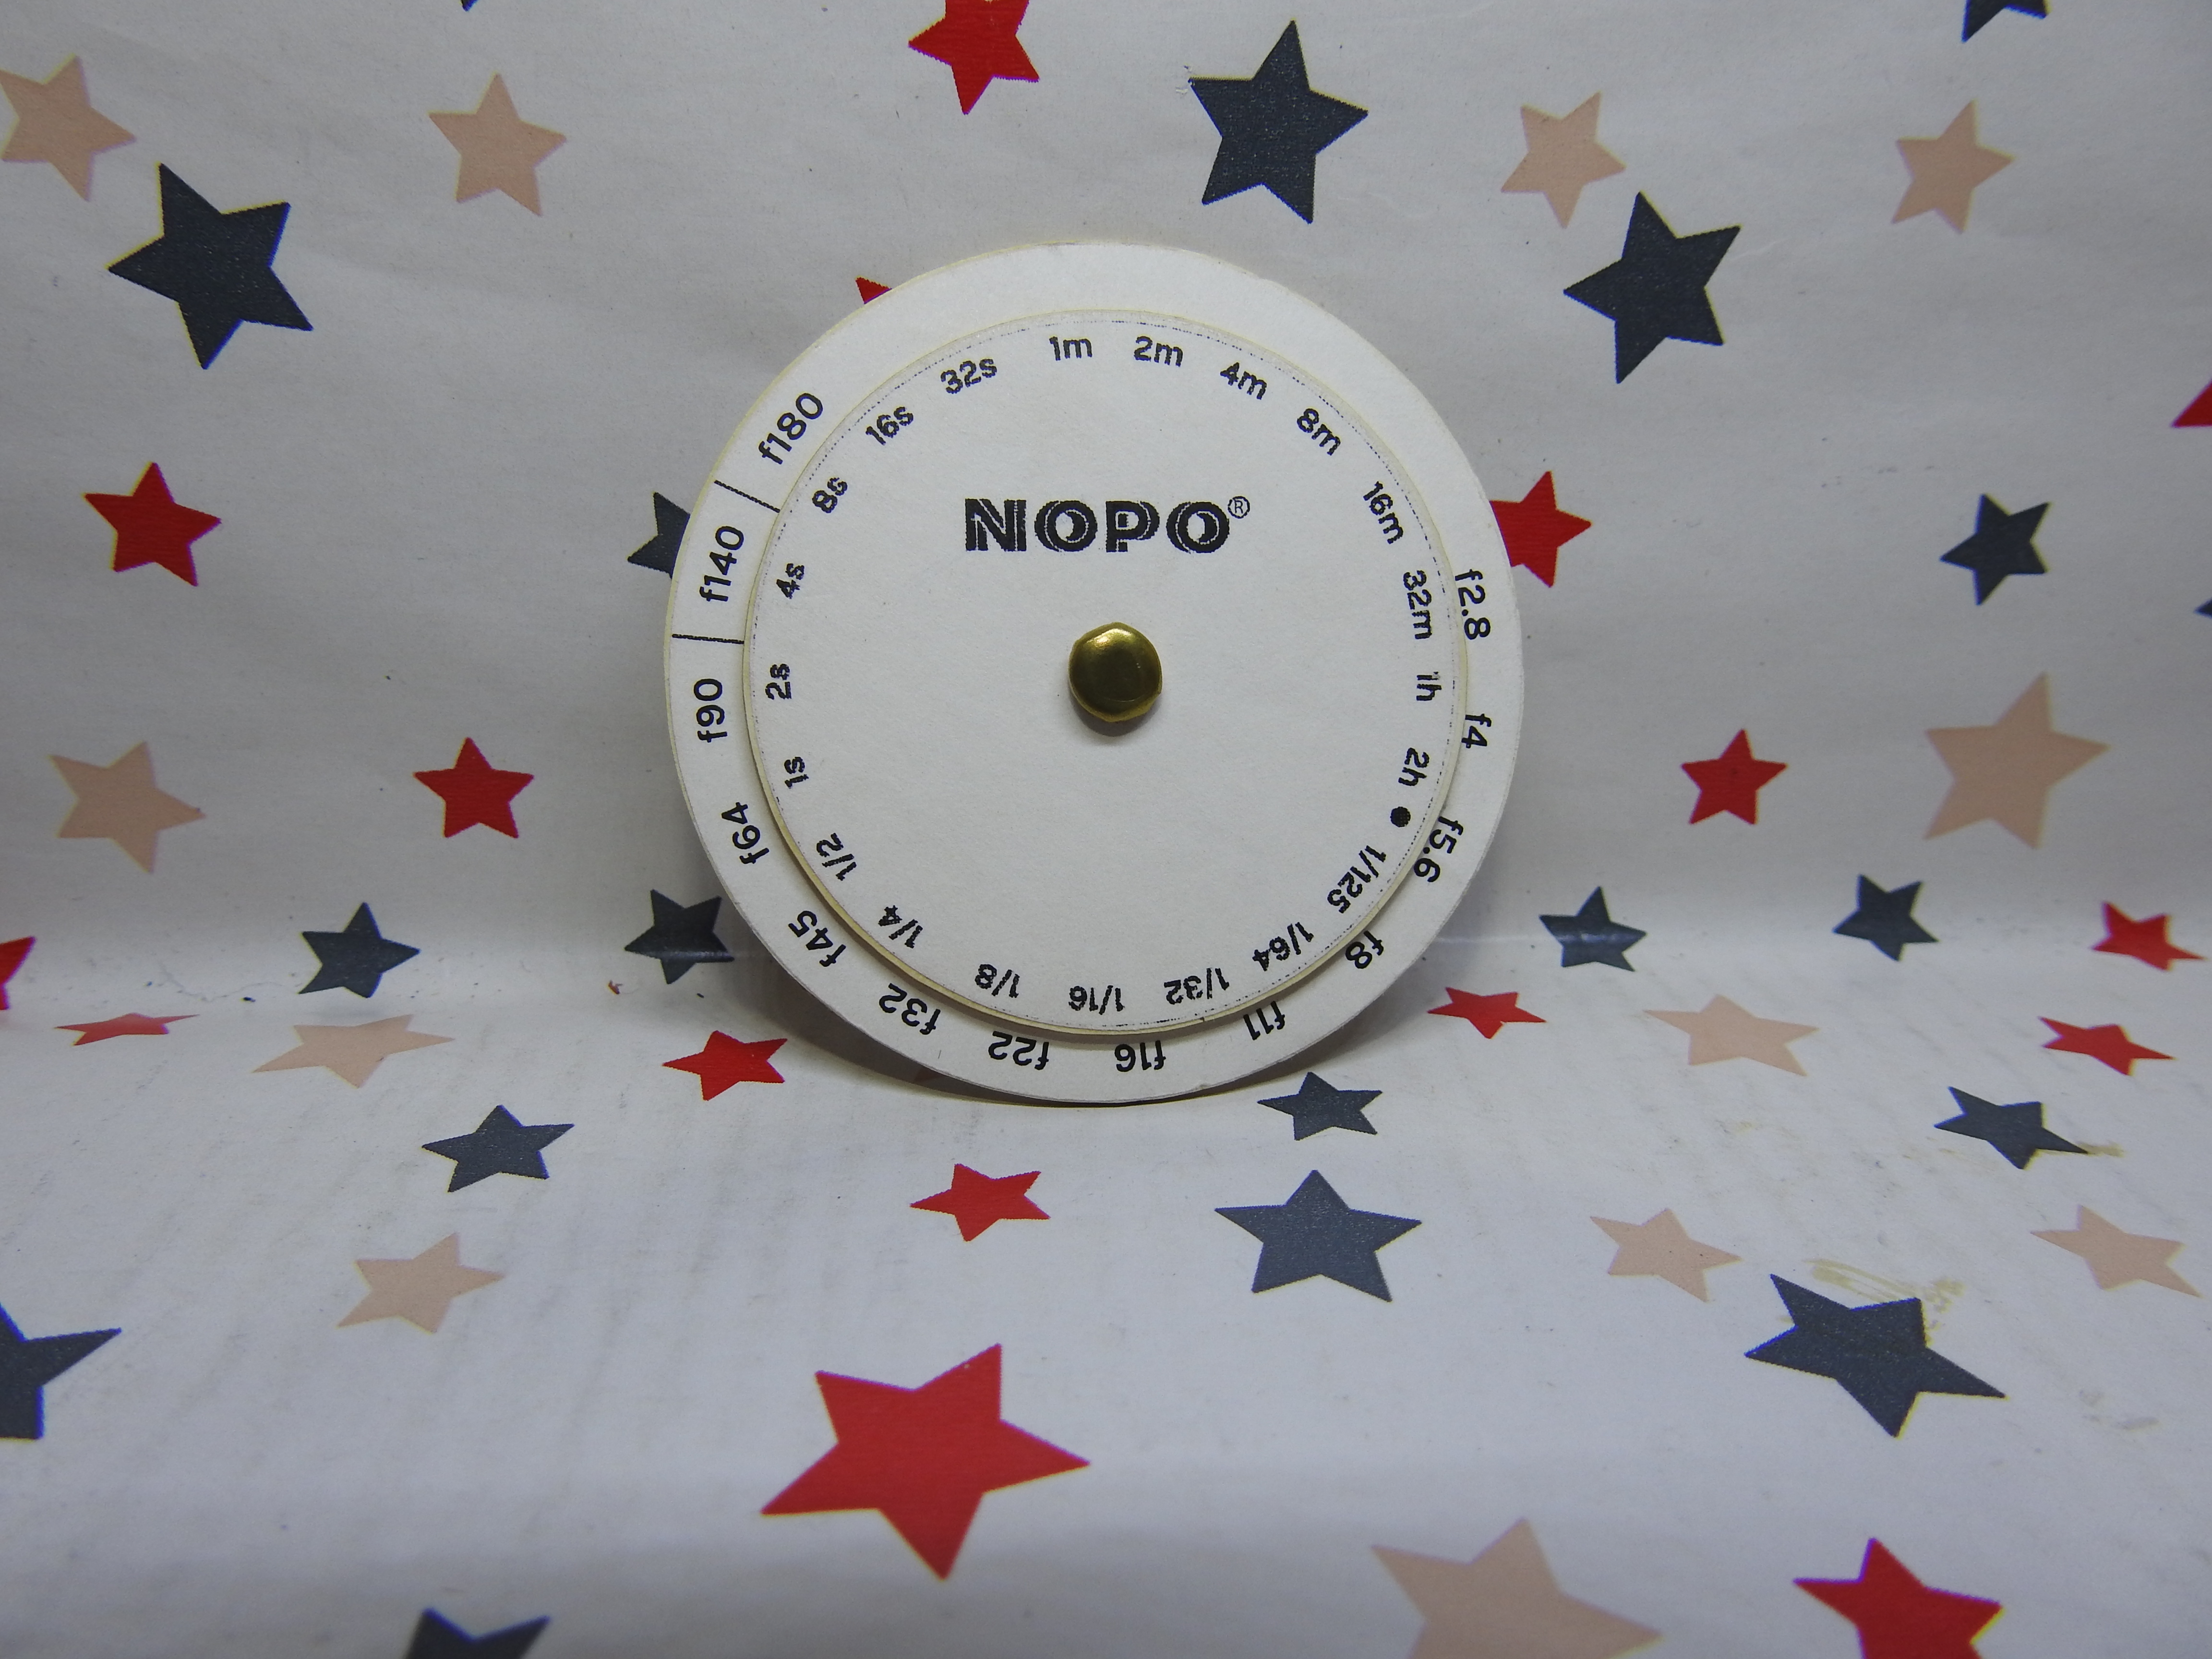 f180
f140
f90
f64
f45
f32
f22
f16
f11
f8
f5.6
f4
f2.8
1m
2m
4m
8m
16m
32m
1h
2h
1/125
1/64
1/32
1/16
1/8
1/4
1/2
1s
2s
4s
8s
16s
32s
NOPO®